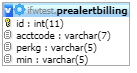 ifwtest.prealertbilling
id : int(11)
acctcode : varchar(7)
perkg : varchar(5)
min : varchar(5)